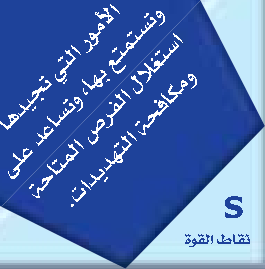 الأمور التي تجيدها
وتستمتع بها، وتساعد على
استغلال الفرص المتاحة
ومكافحة التهديدات.
S
نقاط القوة